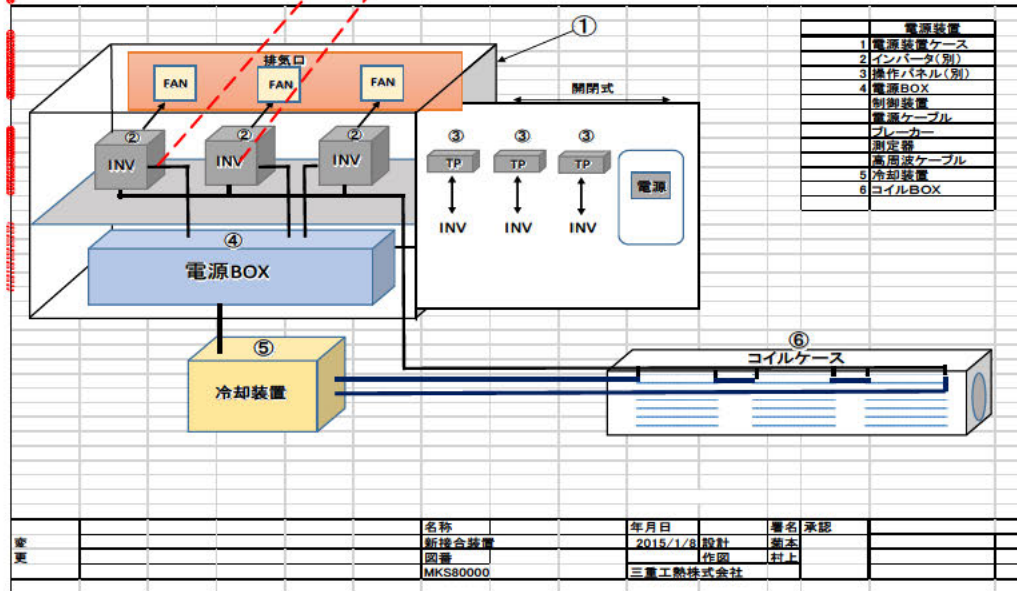 ①
電源装置
1 電源装置ケース
2 インバータ(別)
3 操作パネル(別)
4 電源BOX
制御装置
電源ケーブル
ブレーカー
測定器
高周波ケーブル
5 冷却装置
6 コイルBOX
排気口
FAN FAN FAN
開閉式
② ② ②
INV INV INV
③ ③ ③
TP TP TP
電源
INV INV INV
④
電源BOX
⑤
冷却装置
⑥
コイルケース
名称 年月日 署名 承認
変 新接合装置 2015/1/8 設計 菊本
更 図番 作図 村上
MKS80000 三重工熱株式会社